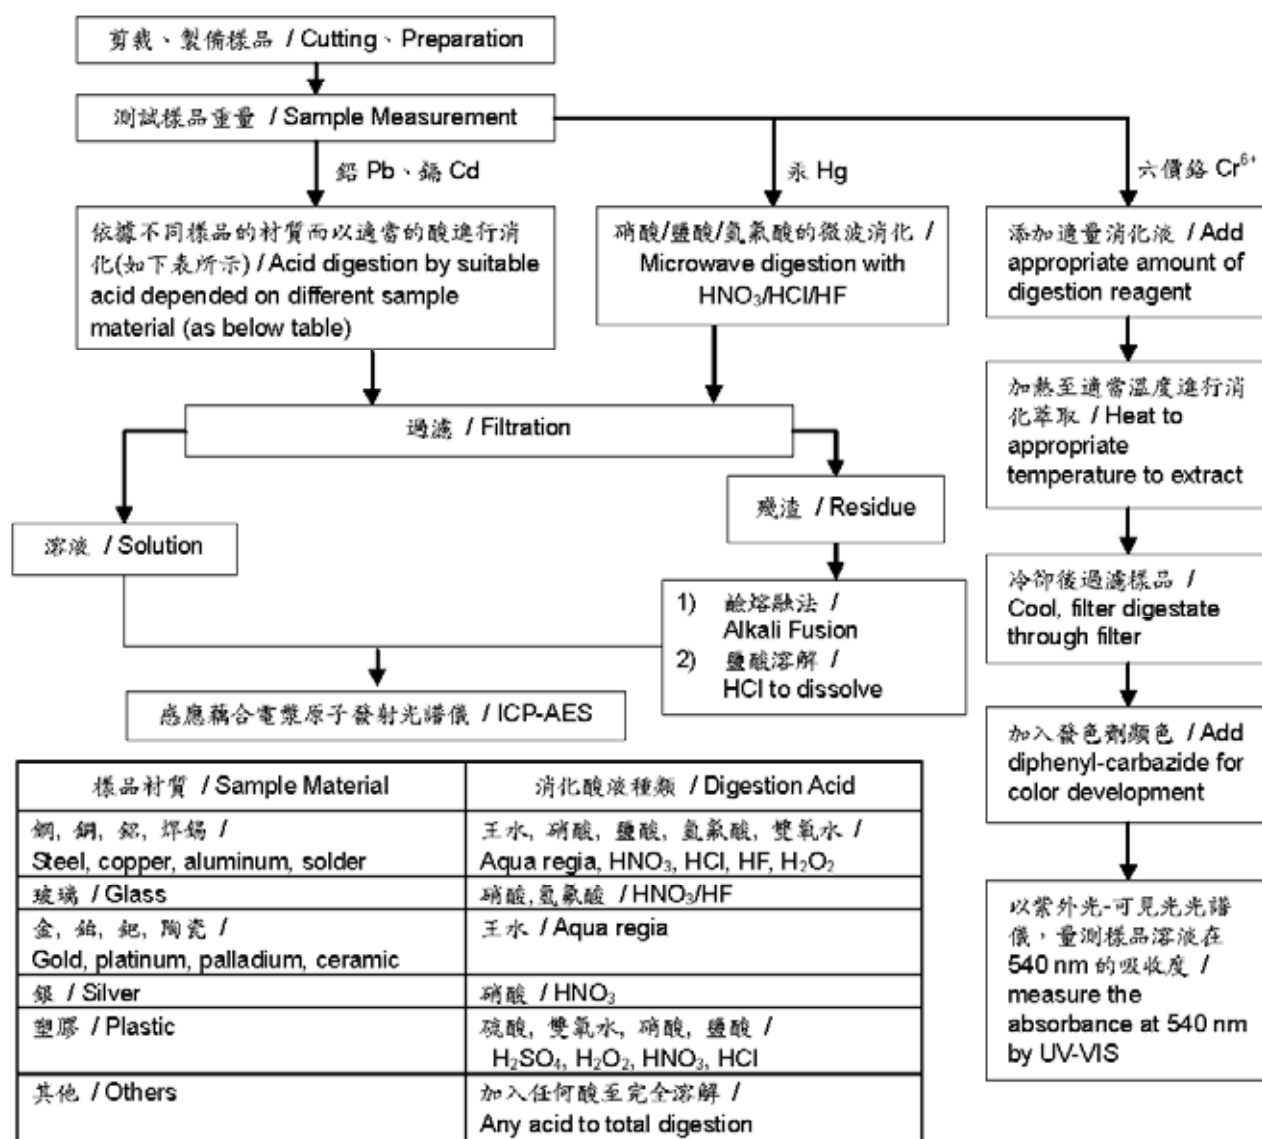 剪裁、製備樣品 / Cutting、Preparation
測試樣品重量 / Sample Measurement
鉛 Pb、鎘 Cd
汞 Hg
六價鉻 Cr⁶⁺
依據不同樣品的材質而以適當的酸進行消
化(如下表所示) / Acid digestion by suitable
acid depended on different sample
material (as below table)
硝酸/鹽酸/氫氟酸的微波消化 /
Microwave digestion with
HNO₃/HCl/HF
添加適量消化液 / Add
appropriate amount of
digestion reagent
加熱至適當溫度進行消
化萃取 / Heat to
appropriate
temperature to extract
過濾 / Filtration
溶液 / Solution
殘渣 / Residue
1) 鹼熔融法 /
Alkali Fusion
2) 鹽酸溶解 /
HCl to dissolve
冷卻後過濾樣品 /
Cool, filter digestate
through filter
感應藕合電漿原子發射光譜儀 / ICP-AES
加入發色劑顯色 / Add
diphenyl-carbazide for
color development
以紫外光-可見光光譜
儀，量測樣品溶液在
540 nm 的吸收度 /
measure the
absorbance at 540 nm
by UV-VIS
樣品材質 / Sample Material
消化酸液種類 / Digestion Acid
鋼, 銅, 鋁, 焊錫 /
Steel, copper, aluminum, solder
王水, 硝酸, 鹽酸, 氫氟酸, 雙氧水 /
Aqua regia, HNO₃, HCl, HF, H₂O₂
玻璃 / Glass
硝酸,氫氟酸 / HNO₃/HF
金, 鉑, 鈀, 陶瓷 /
Gold, platinum, palladium, ceramic
王水 / Aqua regia
銀 / Silver
硝酸 / HNO₃
塑膠 / Plastic
硫酸, 雙氧水, 硝酸, 鹽酸 /
H₂SO₄, H₂O₂, HNO₃, HCl
其他 / Others
加入任何酸至完全溶解 /
Any acid to total digestion